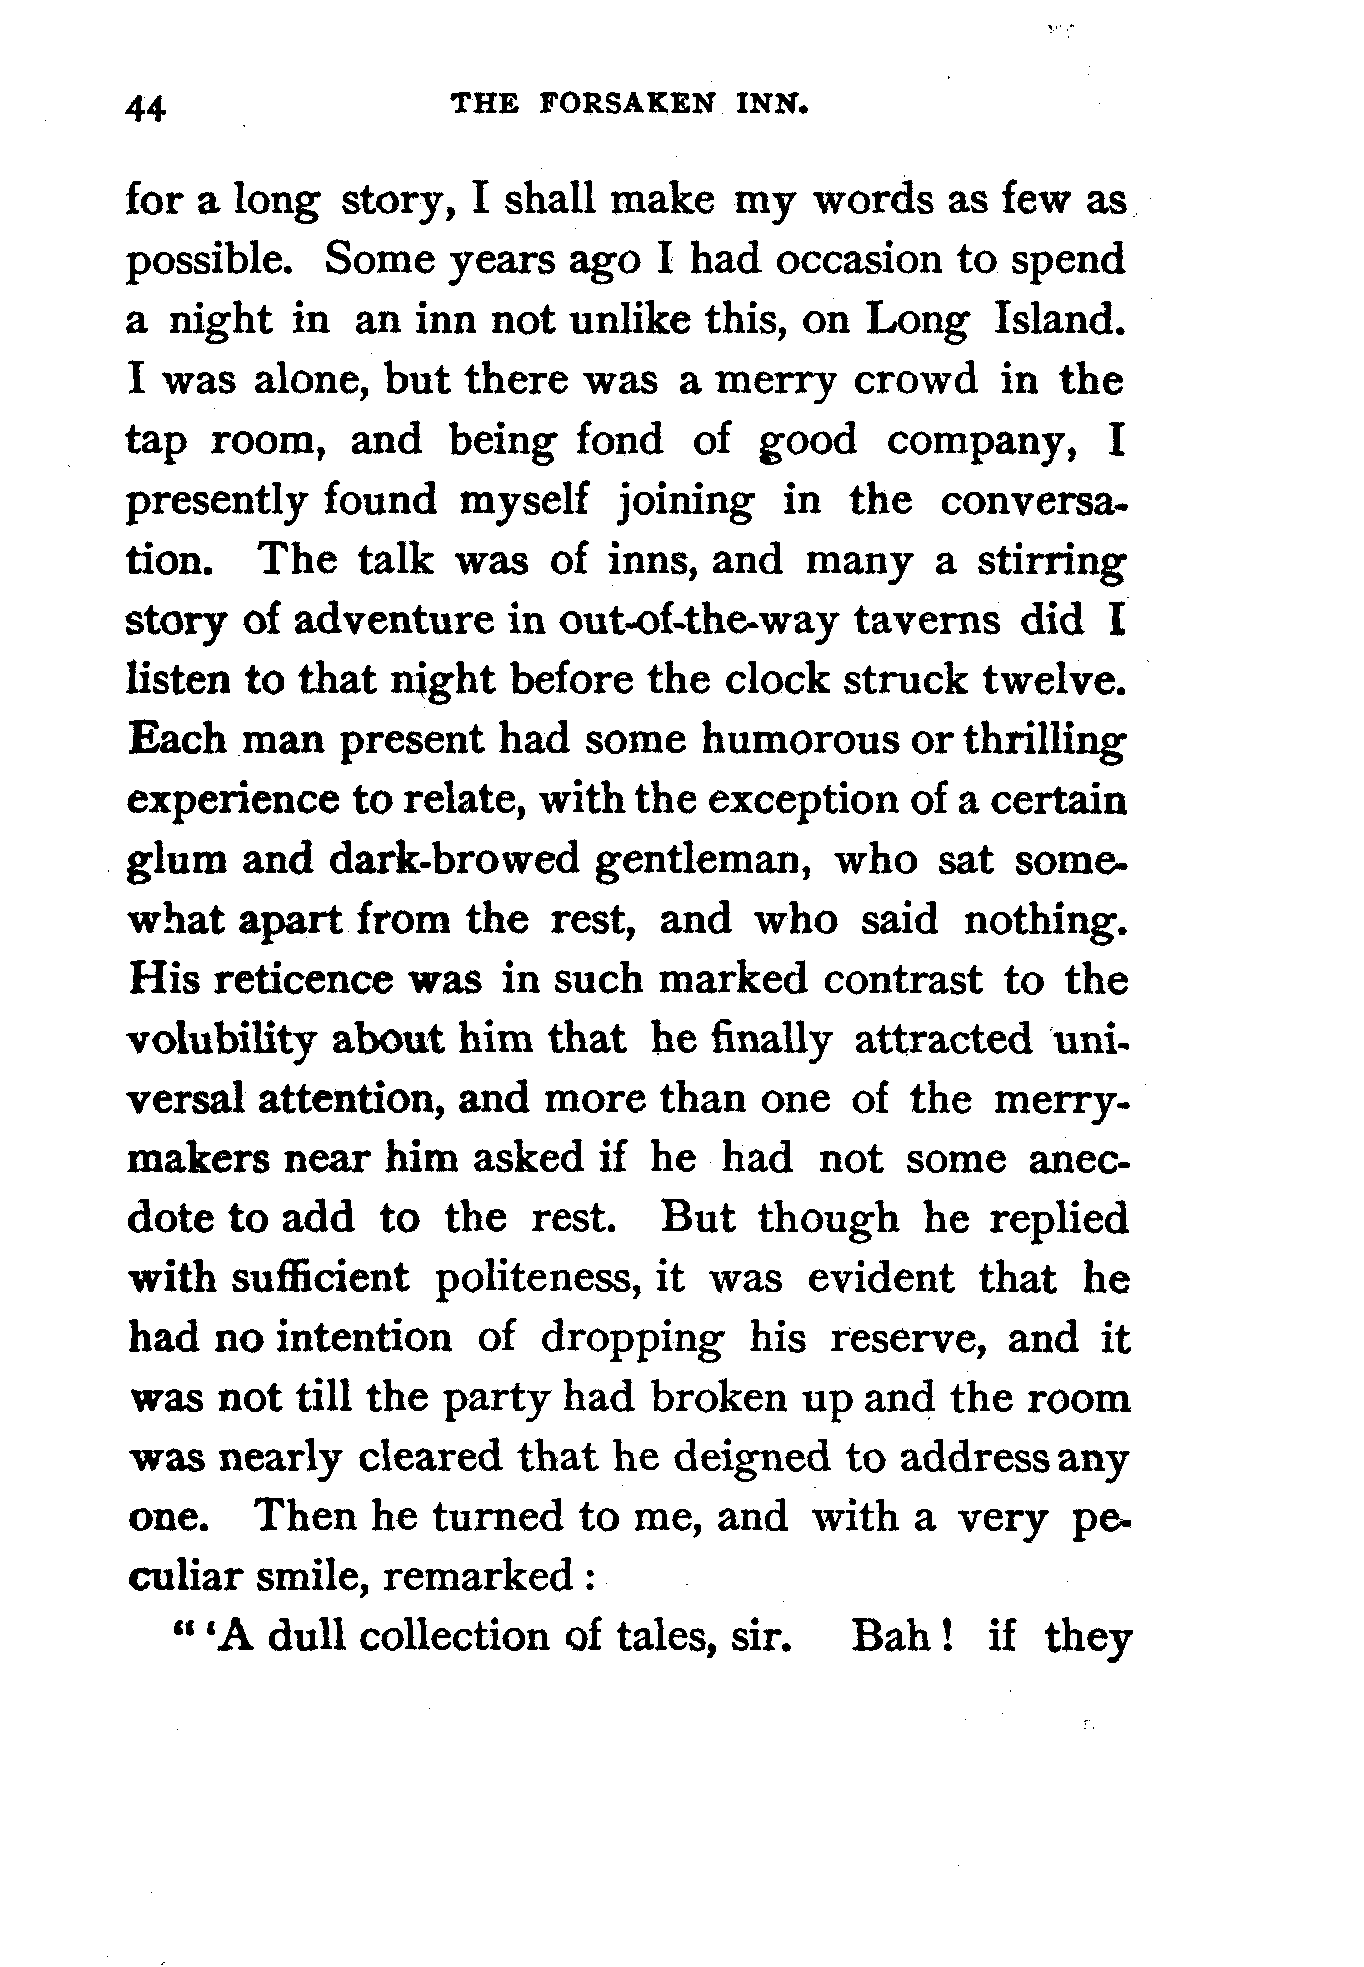 44 THE FORSAKEN INN.
for a long story, I shall make my words as few as
possible. Some years ago I had occasion to spend
a night in an inn not unlike this, on Long Island.
I was alone, but there was a merry crowd in the
tap room, and being fond of good company, I
presently found myself joining in the conversa-
tion. The talk was of inns, and many a stirring
story of adventure in out-of-the-way taverns did I
listen to that night before the clock struck twelve.
Each man present had some humorous or thrilling
experience to relate, with the exception of a certain
glum and dark-browed gentleman, who sat some-
what apart from the rest, and who said nothing.
His reticence was in such marked contrast to the
volubility about him that he finally attracted uni-
versal attention, and more than one of the merry-
makers near him asked if he had not some anec-
dote to add to the rest. But though he replied
with sufficient politeness, it was evident that he
had no intention of dropping his reserve, and it
was not till the party had broken up and the room
was nearly cleared that he deigned to address any
one. Then he turned to me, and with a very pe-
culiar smile, remarked :
“ ‘A dull collection of tales, sir. Bah ! if they